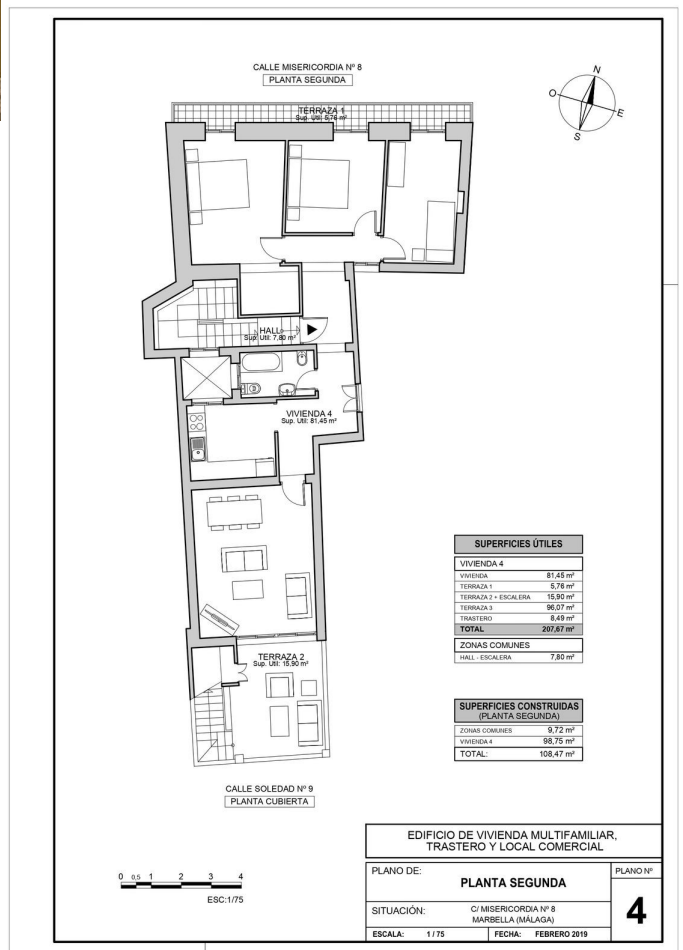 CALLE MISERICORDIA Nº 8
PLANTA SEGUNDA
N
O
E
S
TERRAZA 1
Sup. Util: 5,76 m²
HALL
Sup. Util: 7,80 m²
VIVIENDA 4
Sup. Util: 81,45 m²
TERRAZA 2
Sup. Util: 15,90 m²
SUPERFICIES ÚTILES
VIVIENDA 4
VIVIENDA 81,45 m²
TERRAZA 1 5,76 m²
TERRAZA 2 + ESCALERA 15,90 m²
TERRAZA 3 96,07 m²
TRASTERO 8,49 m²
TOTAL 207,67 m²
ZONAS COMUNES
HALL - ESCALERA 7,80 m²
SUPERFICIES CONSTRUIDAS
(PLANTA SEGUNDA)
ZONAS COMUNES 9,72 m²
VIVIENDA 4 98,75 m²
TOTAL: 108,47 m²
CALLE SOLEDAD Nº 9
PLANTA CUBIERTA
0 0,5 1 2 3 4
ESC:1/75
EDIFICIO DE VIVIENDA MULTIFAMILIAR,
TRASTERO Y LOCAL COMERCIAL
PLANO DE:
PLANTA SEGUNDA
PLANO Nº
4
SITUACIÓN:
C/ MISERICORDIA Nº 8
MARBELLA (MÁLAGA)
ESCALA: 1 / 75 FECHA: FEBRERO 2019